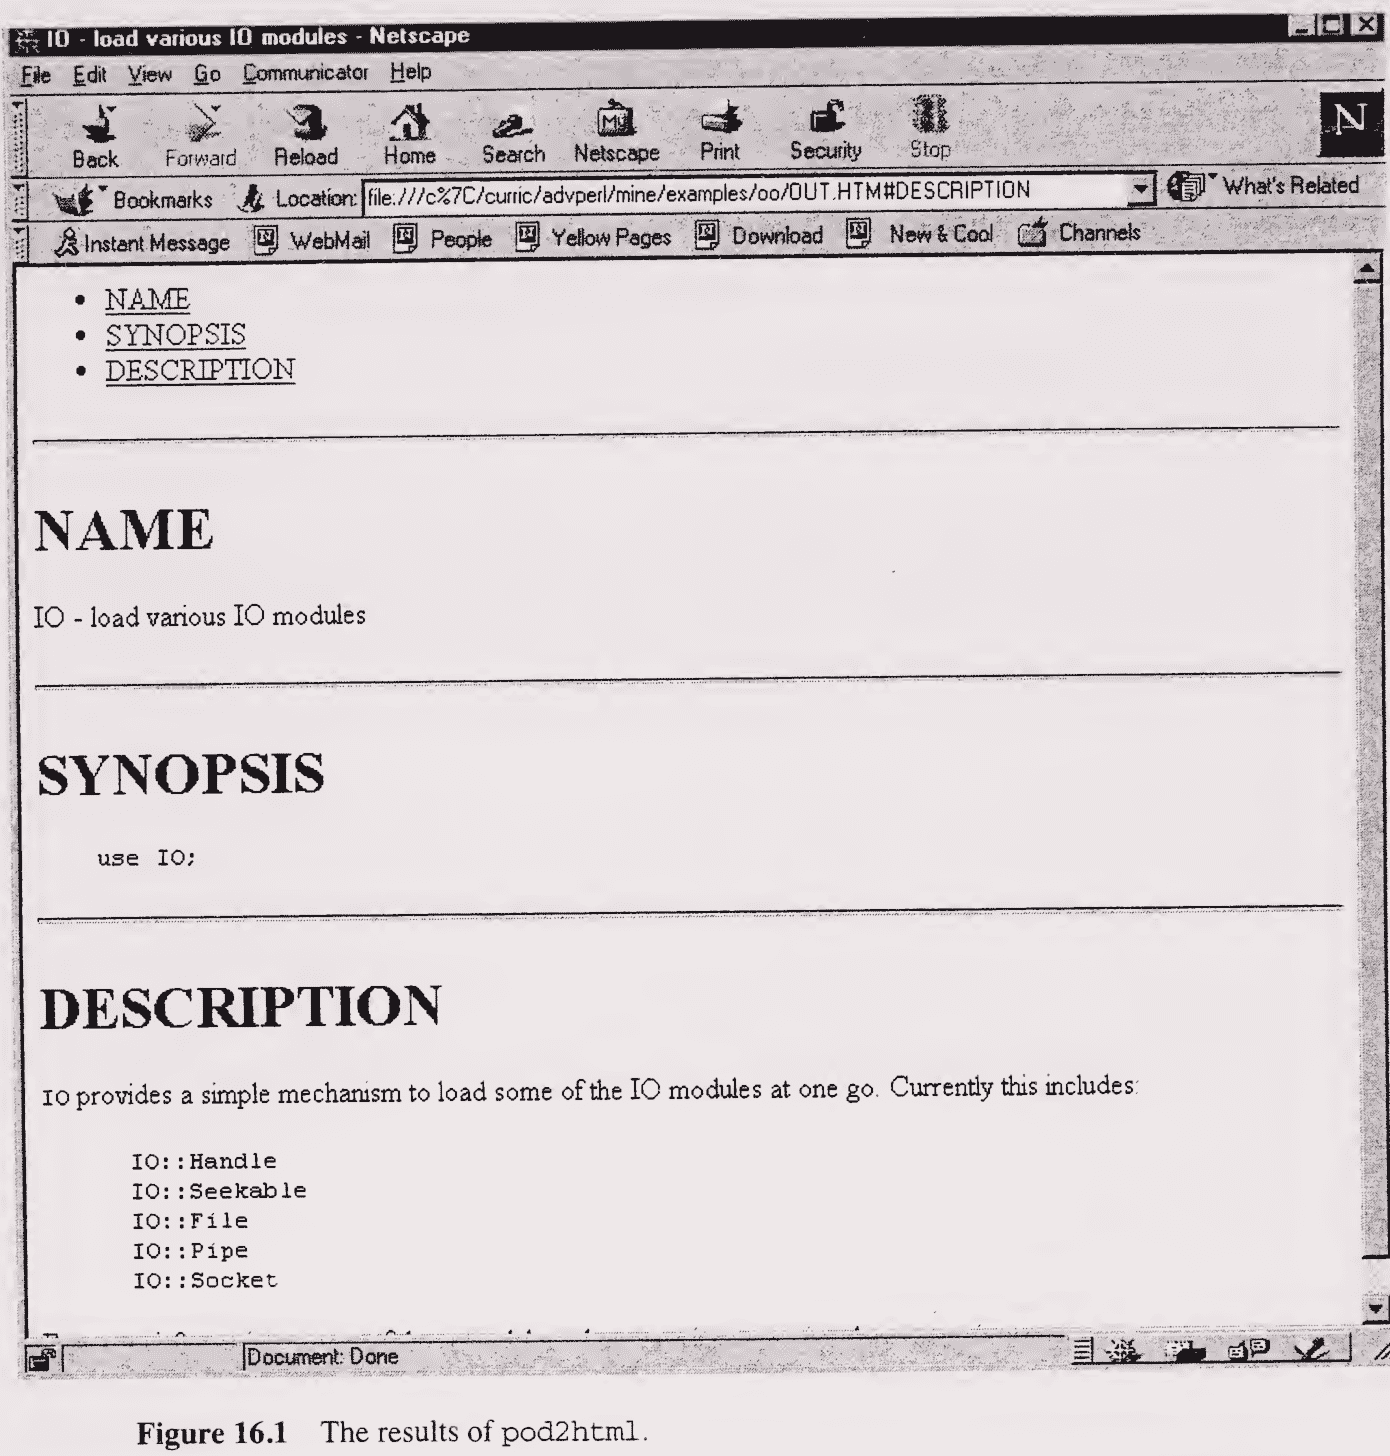 IO - load various IO modules - Netscape
File Edit View Go Communicator Help
N
My
Back Forward Reload Home Search Netscape Print Security Stop
Bookmarks Location: file:///c%7C/curric/advperl/mine/examples/oo/OUT.HTM#DESCRIPTION What's Related
Instant Message WebMail People Yellow Pages Download New & Cool Channels
• NAME
• SYNOPSIS
• DESCRIPTION
NAME
IO - load various IO modules
SYNOPSIS
use IO;
DESCRIPTION
IO provides a simple mechanism to load some of the IO modules at one go. Currently this includes:
IO::Handle
IO::Seekable
IO::File
IO::Pipe
IO::Socket
Document: Done
Figure 16.1 The results of pod2html.